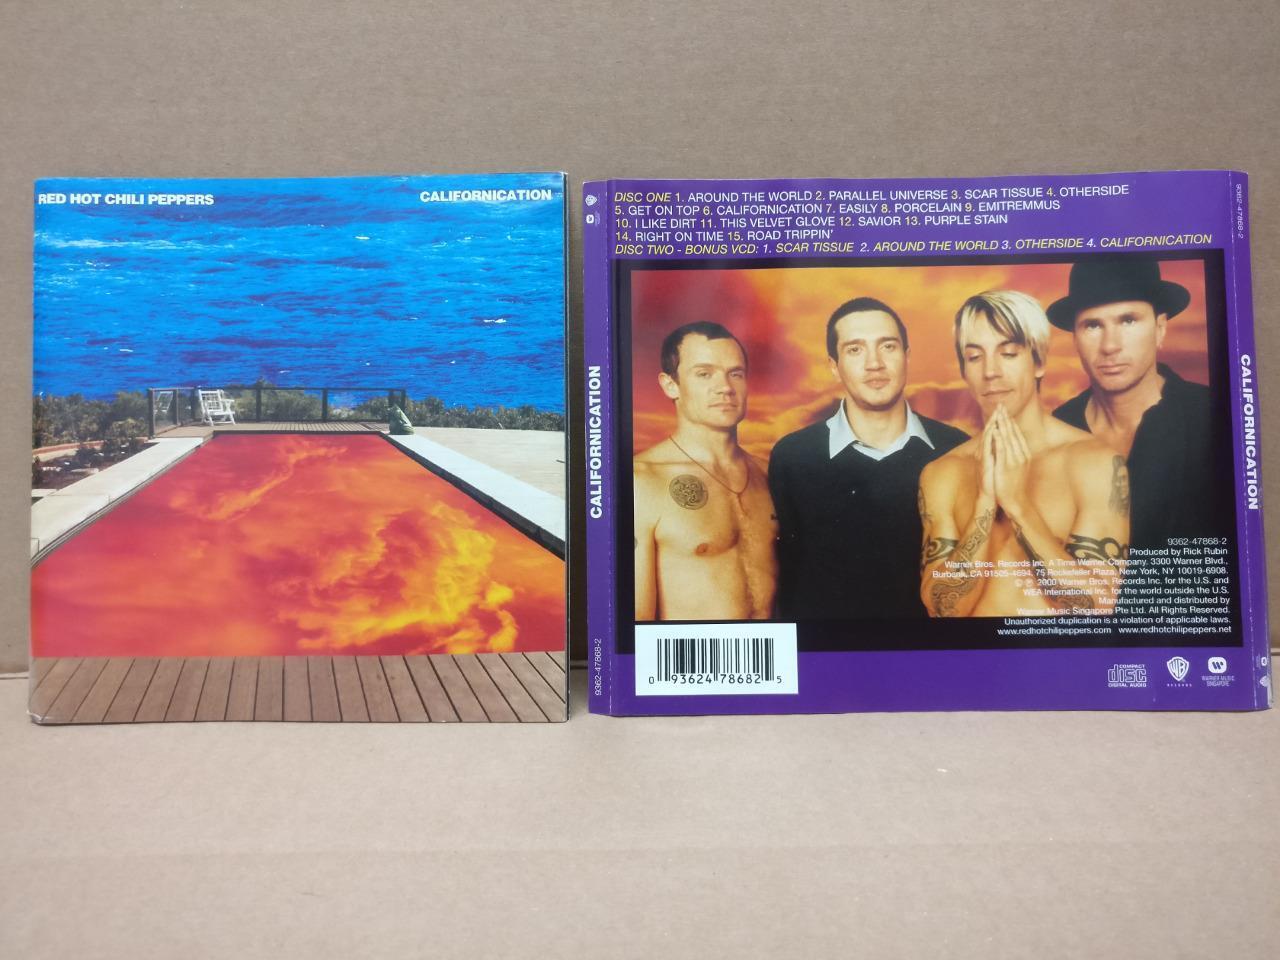 RED HOT CHILI PEPPERS
CALIFORNICATION
DISC ONE 1. AROUND THE WORLD 2. PARALLEL UNIVERSE 3. SCAR TISSUE 4. OTHERSIDE
5. GET ON TOP 6. CALIFORNICATION 7. EASILY 8. PORCELAIN 9. EMITREMMUS
10. I LIKE DIRT 11. THIS VELVET GLOVE 12. SAVIOR 13. PURPLE STAIN
14. RIGHT ON TIME 15. ROAD TRIPPIN'
DISC TWO - BONUS VCD: 1. SCAR TISSUE 2. AROUND THE WORLD 3. OTHERSIDE 4. CALIFORNICATION
CALIFORNICATION
9362-47868-2
9362-47868-2
CALIFORNICATION
9362-47868-2
Produced by Rick Rubin
Warner Bros. Records Inc. A Time Warner Company. 3300 Warner Blvd.,
Burbank, CA 91505-4694. 75 Rockefeller Plaza, New York, NY 10019-6908.
© ℗ 2000 Warner Bros. Records Inc. for the U.S. and
WEA International Inc. for the world outside the U.S.
Manufactured and distributed by
Warner Music Singapore Pte Ltd. All Rights Reserved.
Unauthorized duplication is a violation of applicable laws.
www.redhotchilipeppers.com www.redhotchilipeppers.net
0 93624 78682 5
COMPACT
disc
DIGITAL AUDIO
WB
RECORDS
WARNER MUSIC
SINGAPORE